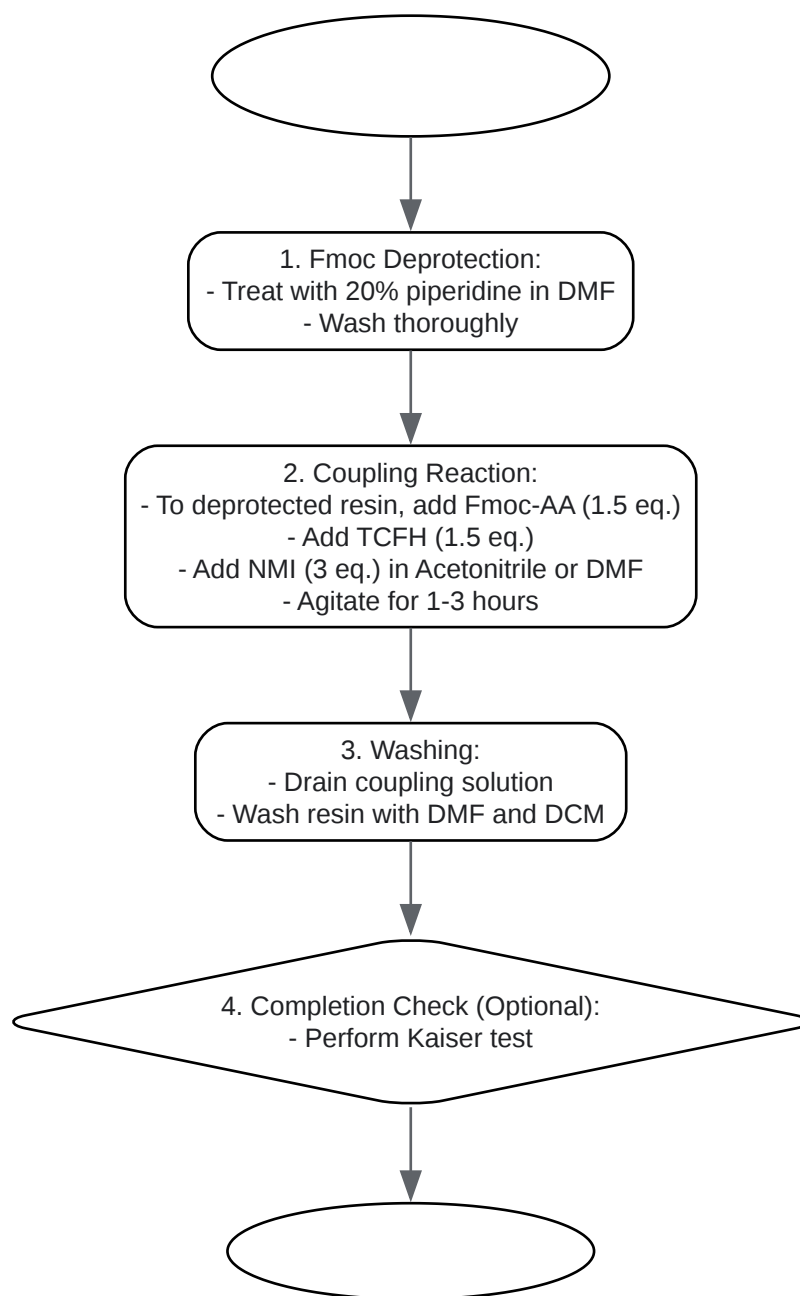 1. Fmoc Deprotection:
- Treat with 20% piperidine in DMF
- Wash thoroughly
2. Coupling Reaction:
- To deprotected resin, add Fmoc-AA (1.5 eq.)
- Add TCFH (1.5 eq.)
- Add NMI (3 eq.) in Acetonitrile or DMF
- Agitate for 1-3 hours
3. Washing:
- Drain coupling solution
- Wash resin with DMF and DCM
4. Completion Check (Optional):
- Perform Kaiser test